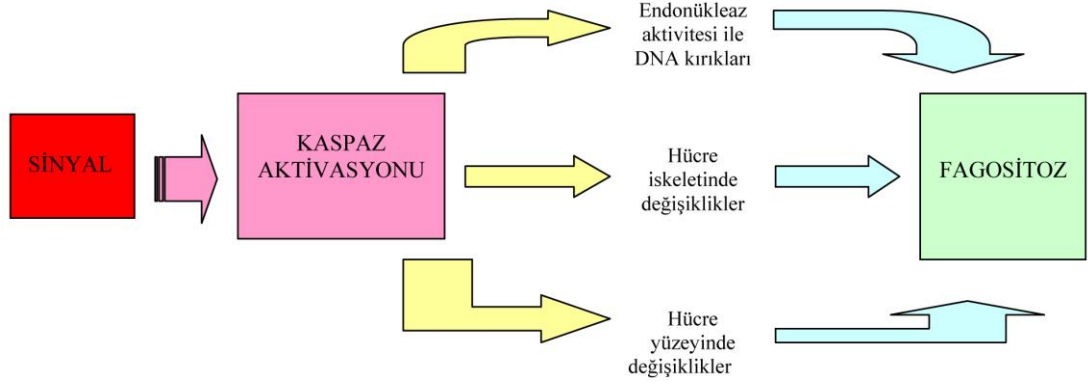 SİNYAL
KASPAZ
AKTİVASYONU
Endonükleaz
aktivitesi ile
DNA kırıkları
Hücre
iskeletinde
değişiklikler
Hücre
yüzeyinde
değişiklikler
FAGOSİTOZ